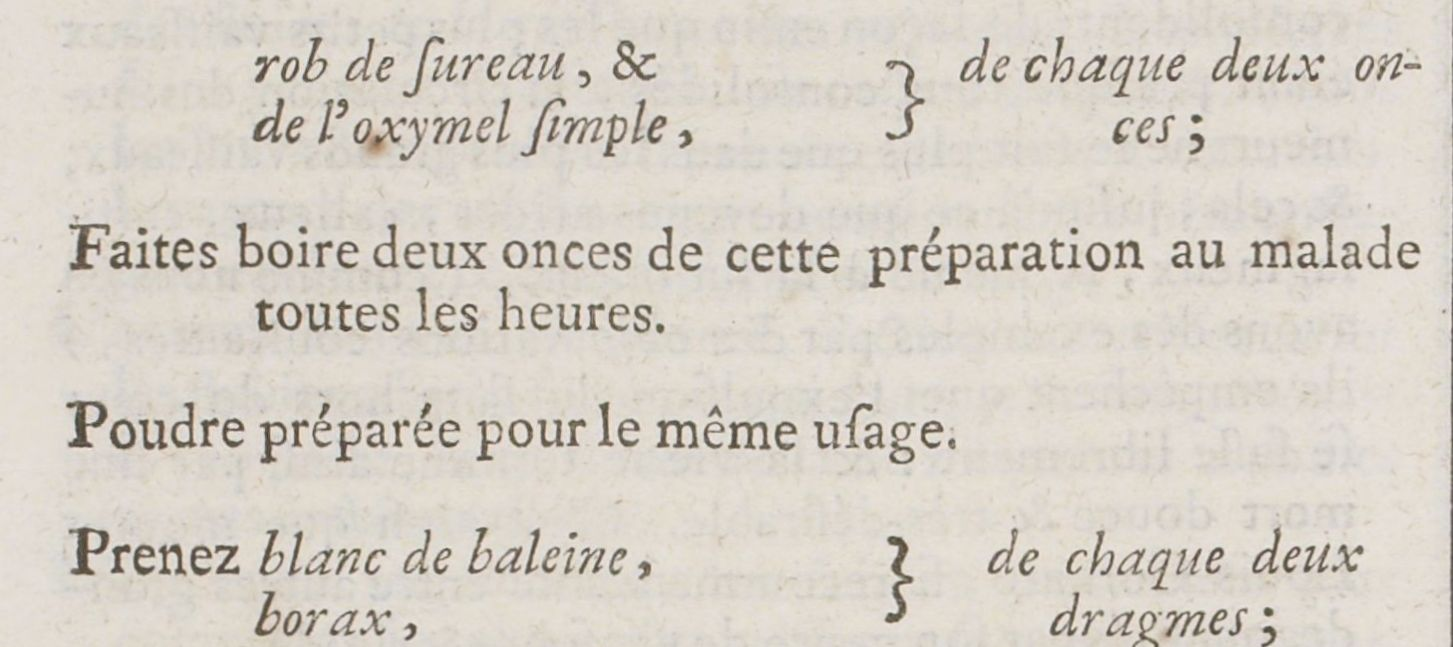 rob de ſureau, & } de chaque deux on-
de l'oxymel ſimple, ces;
Faites boire deux onces de cette préparation au malade
toutes les heures.
Poudre préparée pour le même uſage.
Prenez blanc de baleine, } de chaque deux
borax, dragmes;